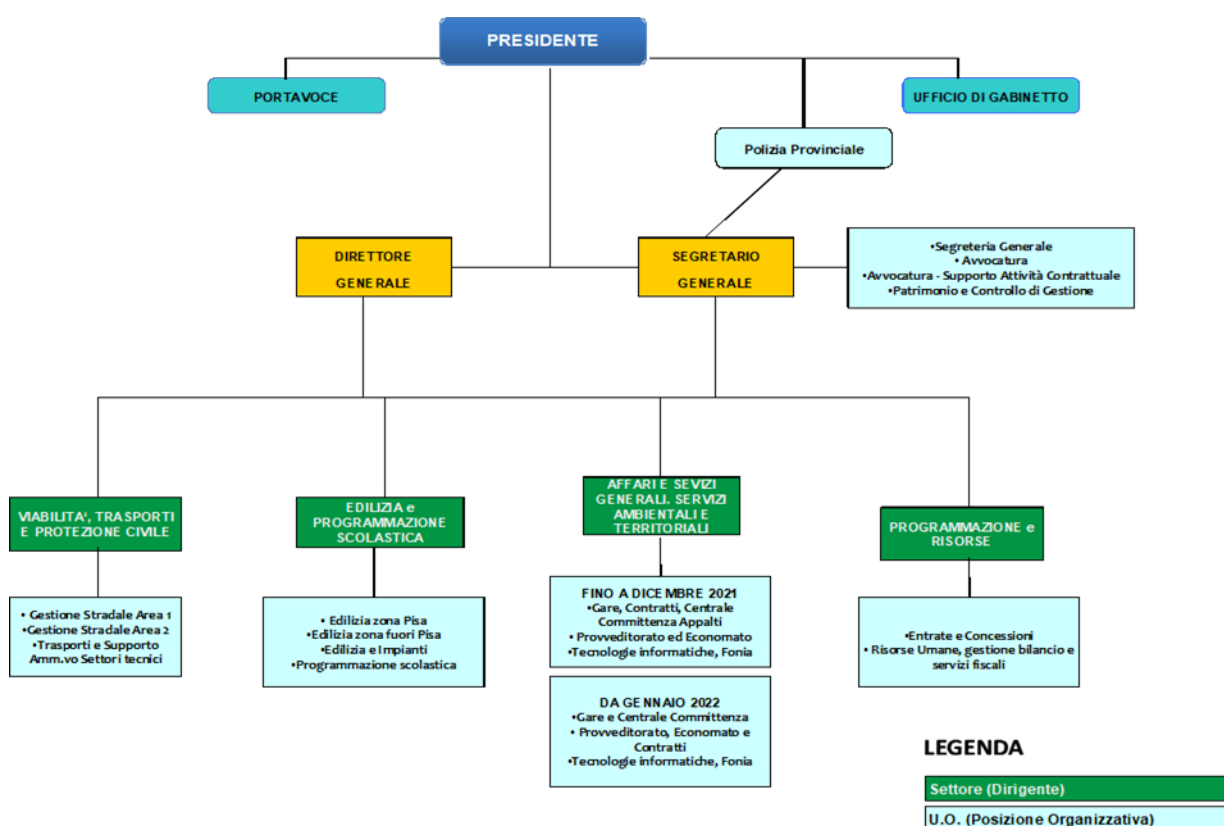 PRESIDENTE
PORTAVOCE
UFFICIO DI GABINETTO
Polizia Provinciale
DIRETTORE
GENERALE
SEGRETARIO
GENERALE
•Segreteria Generale
• Avvocatura
•Avvocatura - Supporto Attività Contrattuale
•Patrimonio e Controllo di Gestione
VIABILITA', TRASPORTI
E PROTEZIONE CIVILE
EDILIZIA e
PROGRAMMAZIONE
SCOLASTICA
AFFARI E SEVIZI
GENERALI. SERVIZI
AMBIENTALI E
TERRITORIALI
PROGRAMMAZIONE e
RISORSE
• Gestione Stradale Area 1
•Gestione Stradale Area 2
• Trasporti e Supporto
Amm.vo Settori tecnici
• Edilizia zona Pisa
•Edilizia zona fuori Pisa
•Edilizia e Impianti
•Programmazione scolastica
FINO A DICEMBRE 2021
•Gare, Contratti, Centrale
Committenza Appalti
• Provveditorato ed Economato
•Tecnologie informatiche, Fonia
•Entrate e Concessioni
• Risorse Umane, gestione bilancio e
servizi fiscali
DA GENNAIO 2022
•Gare e Centrale Committenza
• Provveditorato, Economato e
Contratti
•Tecnologie informatiche, Fonia
LEGENDA
Settore (Dirigente)
U.O. (Posizione Organizzativa)